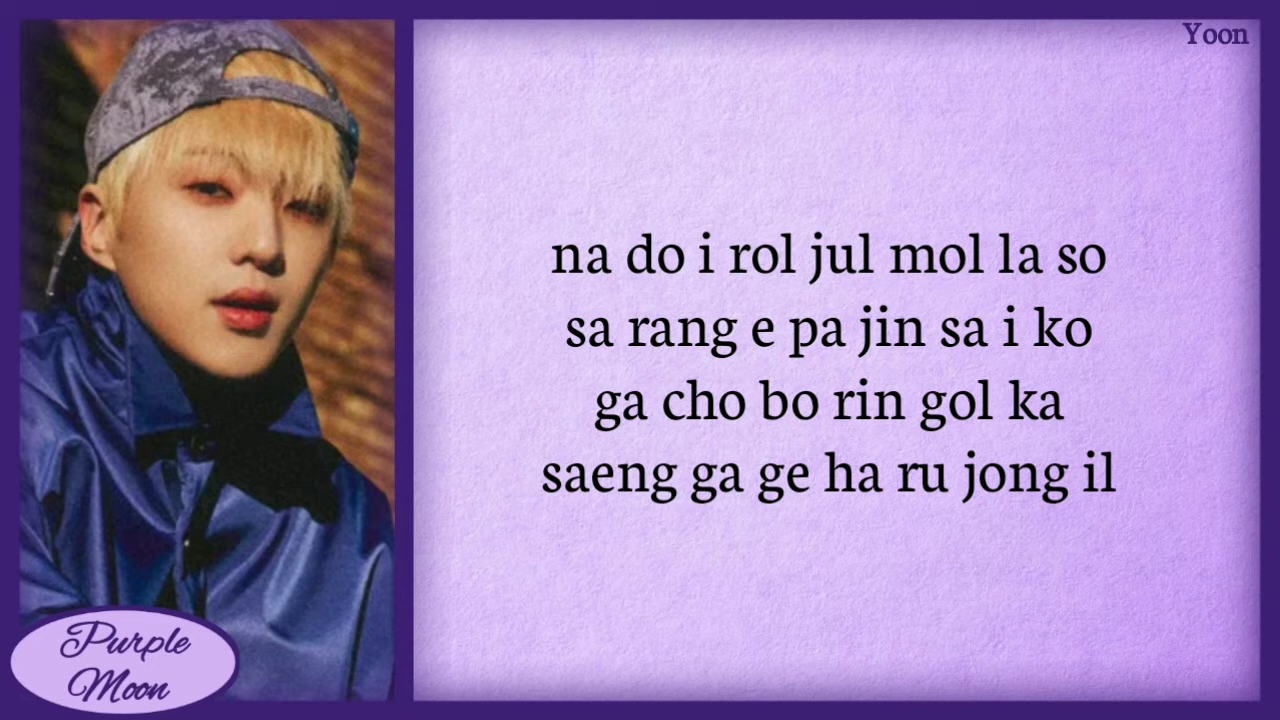 Yoon
na do i rol jul mol la so
sa rang e pa jin sa i ko
ga cho bo rin gol ka
saeng ga ge ha ru jong il
Purple
Moon